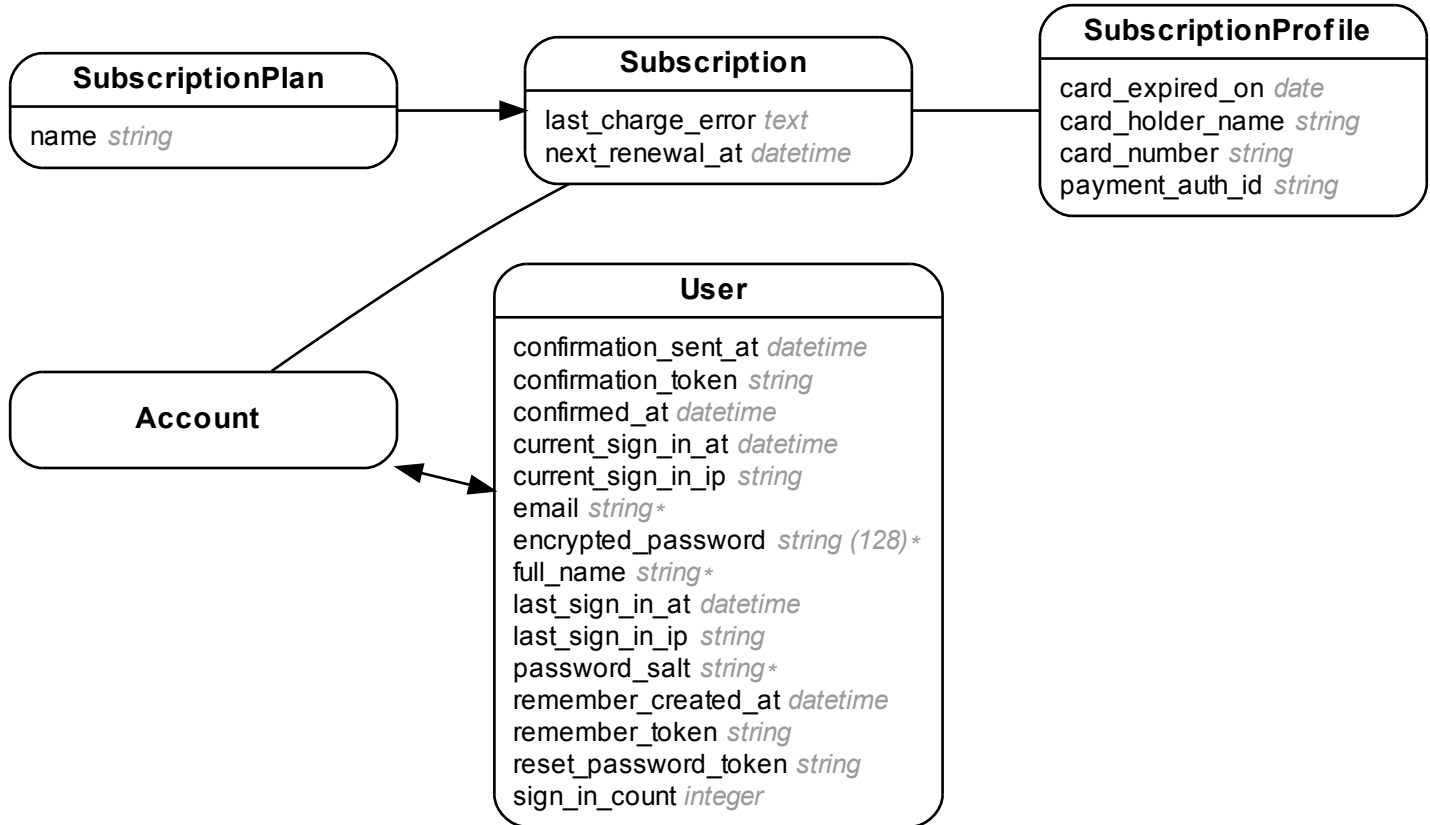 SubscriptionPlan
name string
Subscription
last_charge_error text
next_renewal_at datetime
SubscriptionProfile
card_expired_on date
card_holder_name string
card_number string
payment_auth_id string
Account
User
confirmation_sent_at datetime
confirmation_token string
confirmed_at datetime
current_sign_in_at datetime
current_sign_in_ip string
email string*
encrypted_password string (128)*
full_name string*
last_sign_in_at datetime
last_sign_in_ip string
password_salt string*
remember_created_at datetime
remember_token string
reset_password_token string
sign_in_count integer